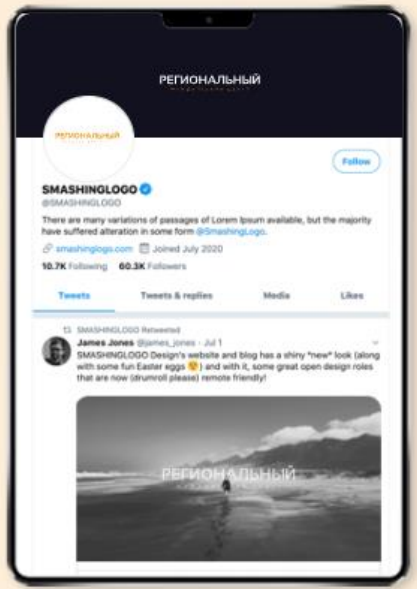 РЕГИОНАЛЬНЫЙ
РЕГИОНАЛЬНЫЙ
Follow
SMASHINGLOGO
@SMASHINGLOGO
There are many variations of passages of Lorem Ipsum available, but the majority
have suffered alteration in some form @SmashingLogo.
smashinglogo.com Joined July 2020
10.7K Following 60.3K Followers
Tweets Tweets & replies Media Likes
SMASHINGLOGO Retweeted
James Jones @james_jones · Jul 1
SMASHINGLOGO Design's website and blog has a shiny *new* look (along
with some fun Easter eggs 😯) and with it, some great open design roles
that are now (drumroll please) remote friendly!
РЕГИОНАЛЬНЫЙ